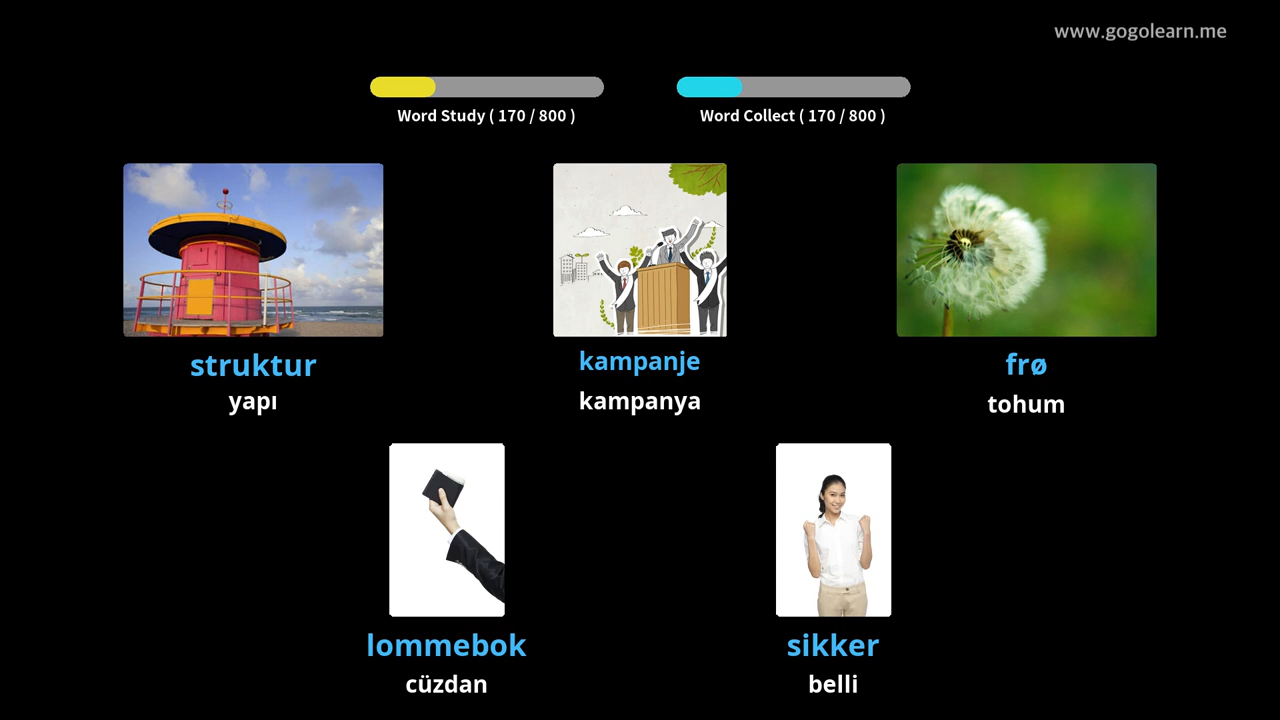 www.gogolearn.me
Word Study ( 170 / 800 )
Word Collect ( 170 / 800 )
struktur
yapı
kampanje
kampanya
frø
tohum
lommebok
cüzdan
sikker
belli